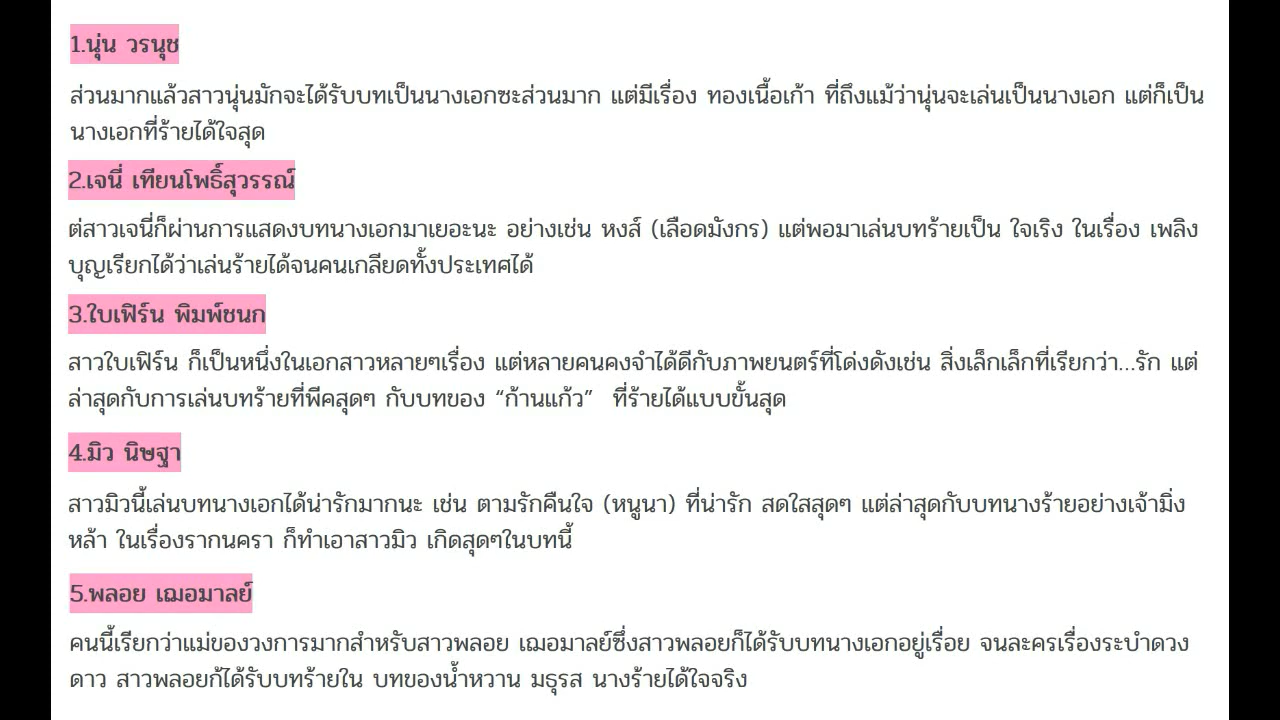 1.นุ่น วรนุช
ส่วนมากแล้วสาวนุ่นมักจะได้รับบทเป็นนางเอกซะส่วนมาก แต่มีเรื่อง ทองเนื้อเก้า ที่ถึงแม้ว่านุ่นจะเล่นเป็นนางเอก แต่ก็เป็น
นางเอกที่ร้ายได้ใจสุด
2.เจนี่ เทียนโพธิ์สุวรรณ์
ต่สาวเจนี่ก็ผ่านการแสดงบทนางเอกมาเยอะนะ อย่างเช่น หงส์ (เลือดมังกร) แต่พอมาเล่นบทร้ายเป็น ใจเริง ในเรื่อง เพลิง
บุญเรียกได้ว่าเล่นร้ายได้จนคนเกลียดทั้งประเทศได้
3.ใบเฟิร์น พิมพ์ชนก
สาวใบเฟิร์น ก็เป็นหนึ่งในเอกสาวหลายๆเรื่อง แต่หลายคนคงจำได้ดีกับภาพยนตร์ที่โด่งดังเช่น สิ่งเล็กเล็กที่เรียกว่า...รัก แต่
ล่าสุดกับการเล่นบทร้ายที่พีคสุดๆ กับบทของ “ก้านแก้ว” ที่ร้ายได้แบบขั้นสุด
4.มิว นิษฐา
สาวมิวนี้เล่นบทนางเอกได้น่ารักมากนะ เช่น ตามรักคืนใจ (หนูนา) ที่น่ารัก สดใสสุดๆ แต่ล่าสุดกับบทนางร้ายอย่างเจ้ามิ่ง
หล้า ในเรื่องรากนครา ก็ทำเอาสาวมิว เกิดสุดๆในบทนี้
5.พลอย เฌอมาลย์
คนนี้เรียกว่าแม่ของวงการมากสำหรับสาวพลอย เฌอมาลย์ซึ่งสาวพลอยก็ได้รับบทนางเอกอยู่เรื่อย จนละครเรื่องระบำดวง
ดาว สาวพลอยก้ได้รับบทร้ายใน บทของน้ำหวาน มธุรส นางร้ายได้ใจจริง